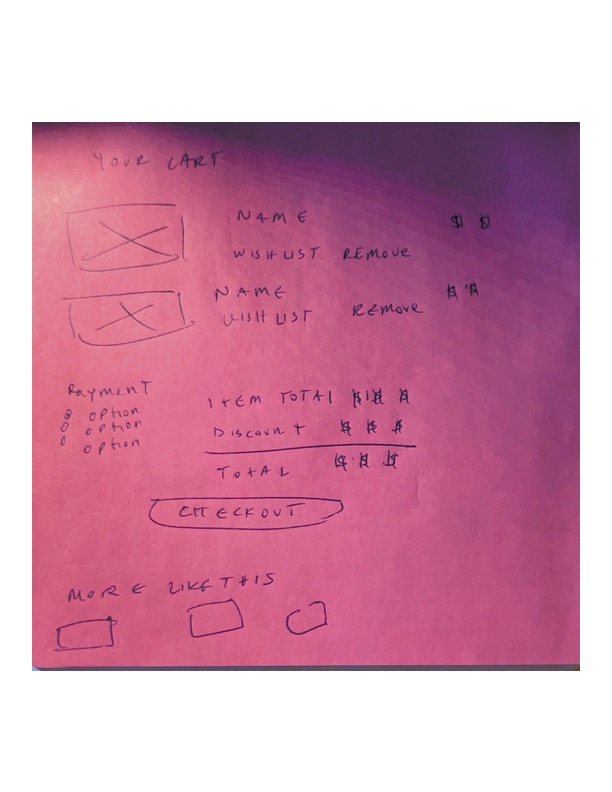 YOUR CART
NAME $ $
WISHLIST REMOVE
NAME $ $
WISHLIST REMOVE
PAYMENT
OPTION
OPTION
OPTION
ITEM TOTAL $ $ $
DISCOUNT $ $ $
TOTAL $ $ $
CHECKOUT
MORE LIKE THIS